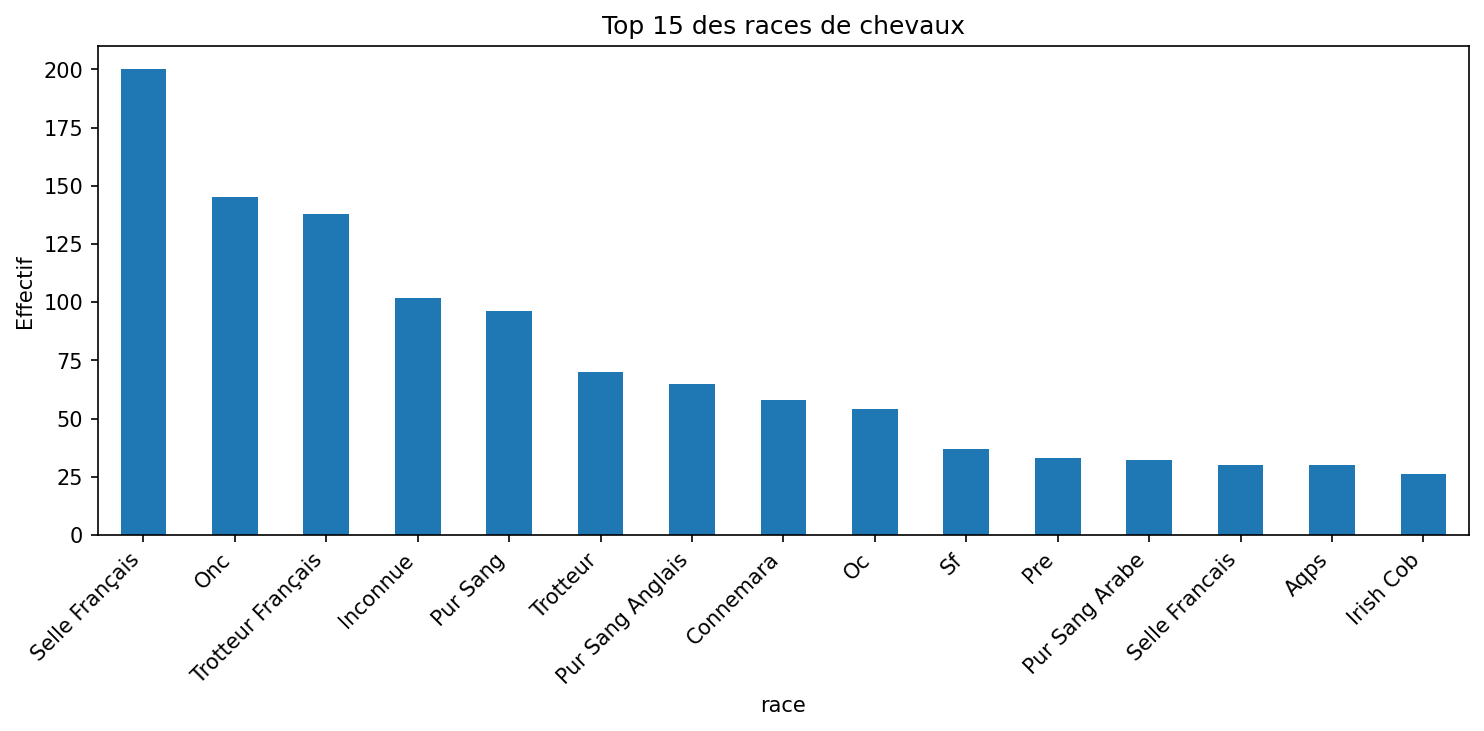 Top 15 des races de chevaux
Effectif
200
175
150
125
100
75
50
25
0
Selle Français
Onc
Trotteur Français
Inconnue
Pur Sang
Trotteur
Pur Sang Anglais
Connemara
Oc
Sf
Pre
Pur Sang Arabe
Selle Francais
Aqps
Irish Cob
race